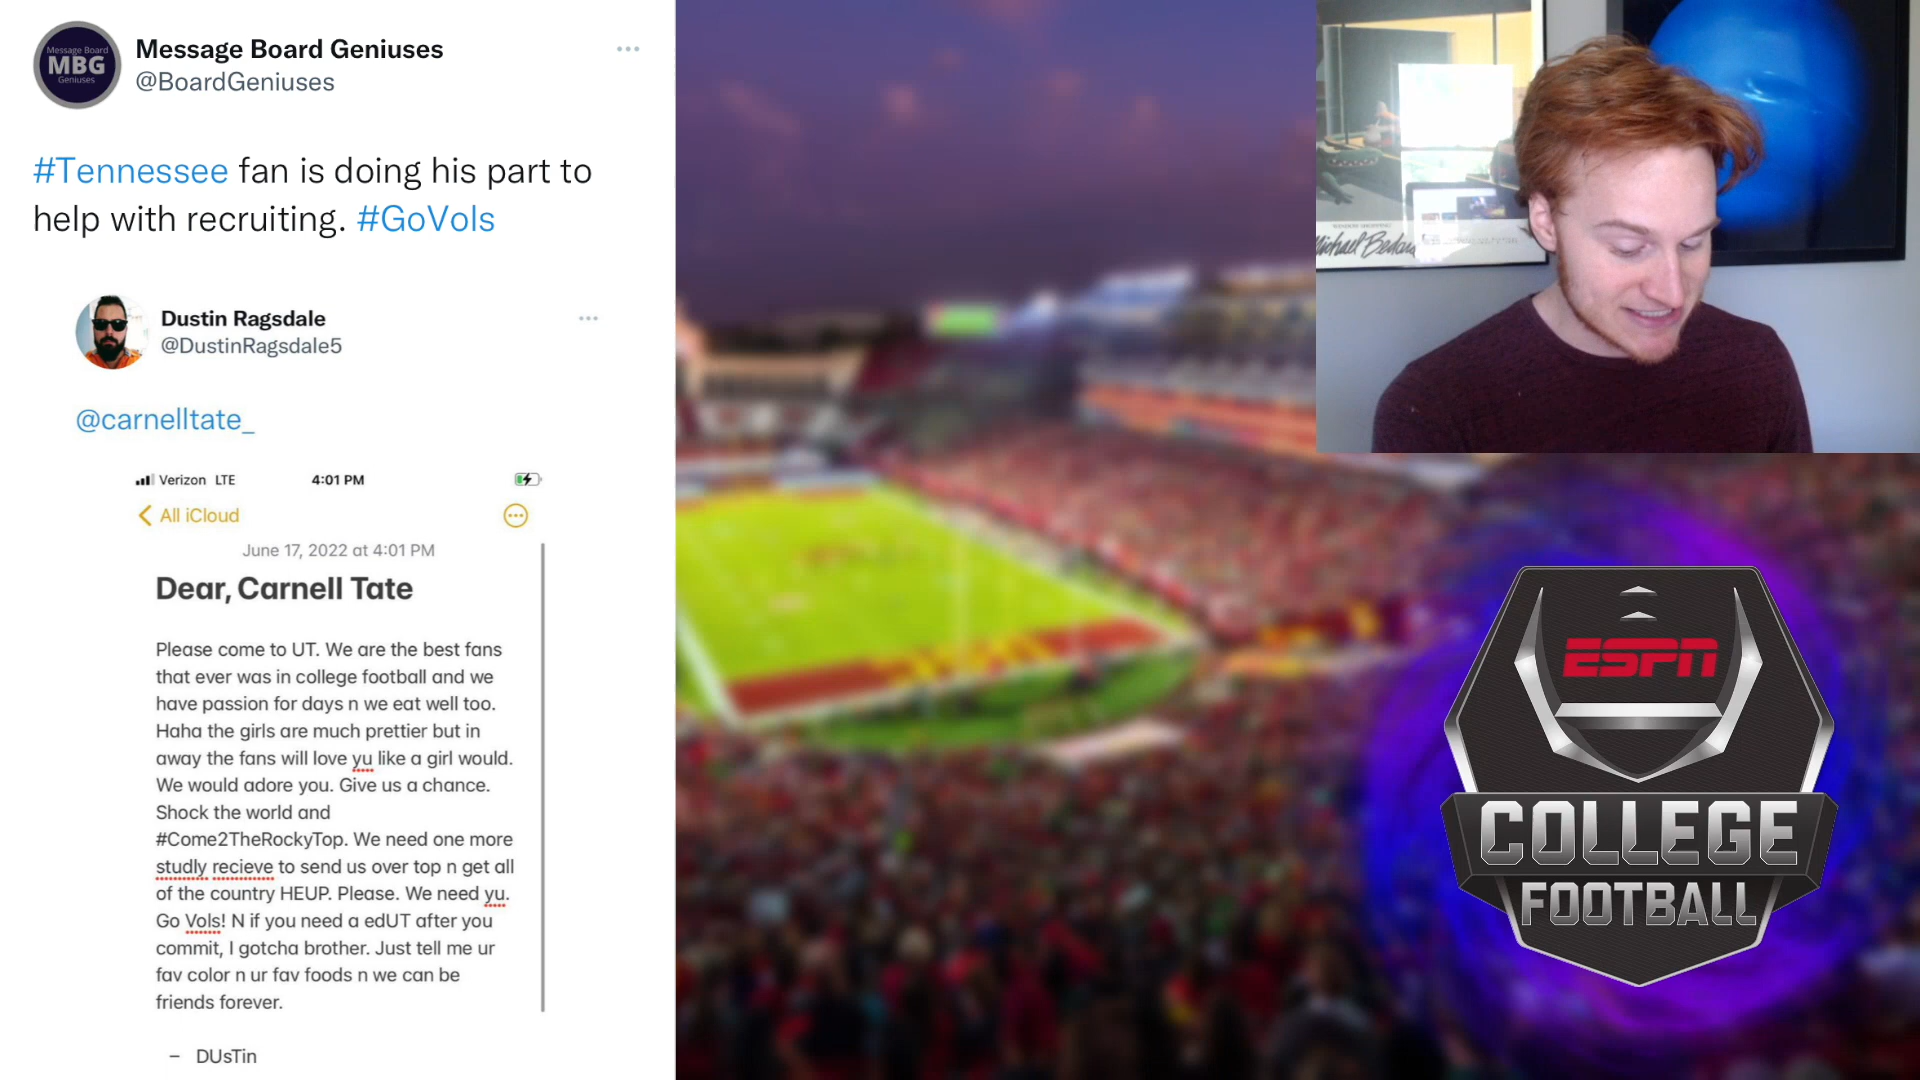 Message Board Geniuses
@BoardGeniuses
Message Board
MBG
Geniuses
#Tennessee fan is doing his part to
help with recruiting. #GoVols
Dustin Ragsdale
@DustinRagsdale5
@carnelltate_
Verizon LTE 4:01 PM
All iCloud
June 17, 2022 at 4:01 PM
Dear, Carnell Tate
Please come to UT. We are the best fans
that ever was in college football and we
have passion for days n we eat well too.
Haha the girls are much prettier but in
away the fans will love yu like a girl would.
We would adore you. Give us a chance.
Shock the world and
#Come2TheRockyTop. We need one more
studly recieve to send us over top n get all
of the country HEUP. Please. We need yu.
Go Vols! N if you need a edUT after you
commit, I gotcha brother. Just tell me ur
fav color n ur fav foods n we can be
friends forever.
– DUsTin
Michael Bedard
ESPN
COLLEGE
FOOTBALL